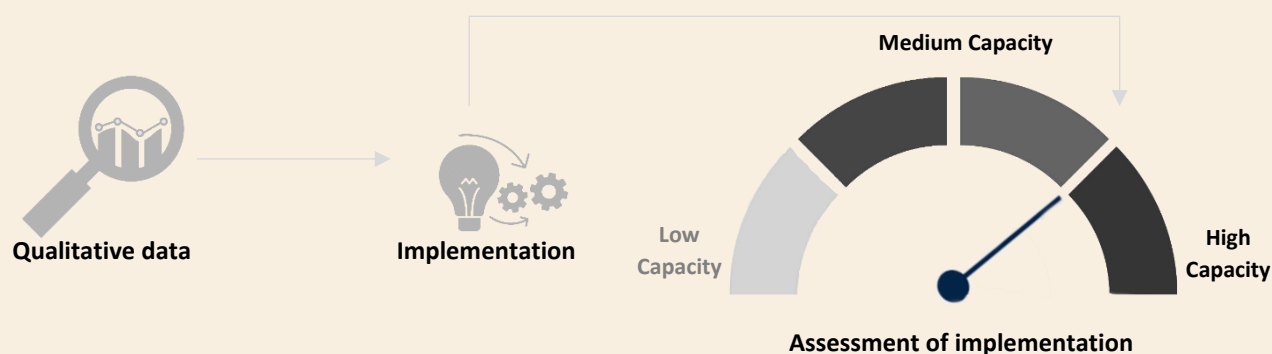 Medium Capacity
Qualitative data
Implementation
Low
Capacity
High
Capacity
Assessment of implementation